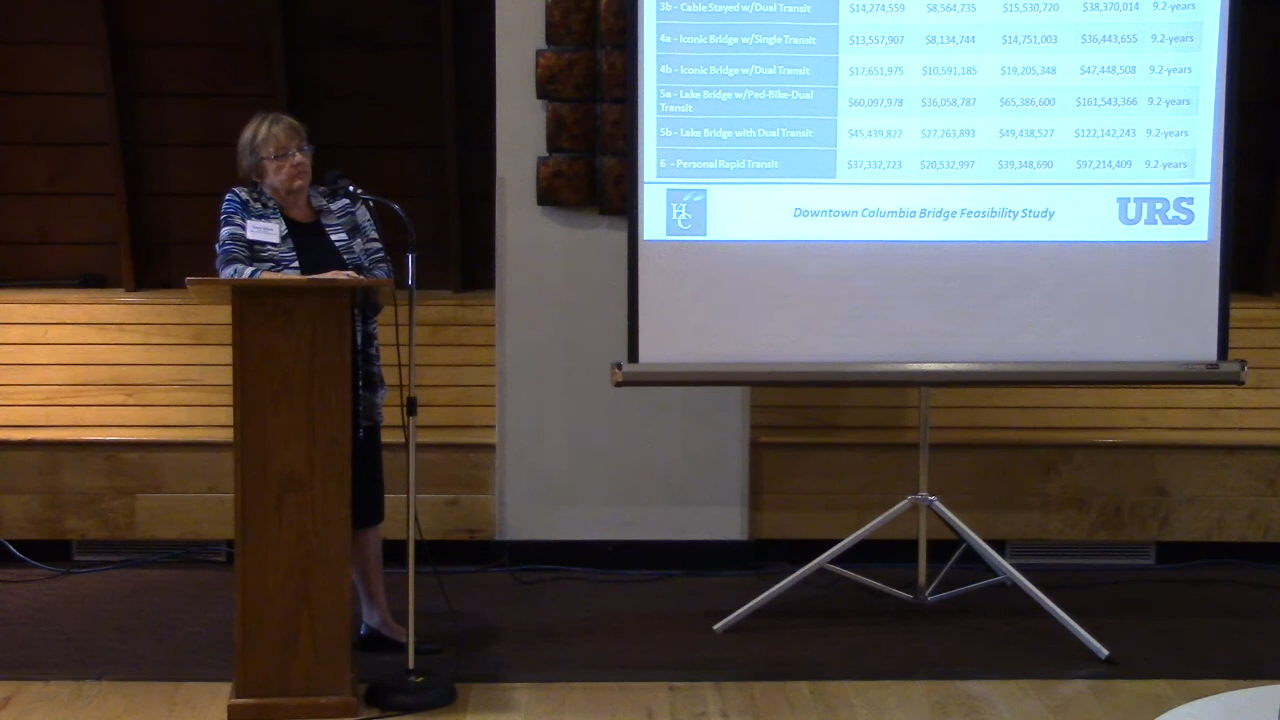 3b - Cable Stayed w/Dual Transit $14,274,559 $8,564,735 $15,530,720 $38,370,014 9.2-years
4a - Iconic Bridge w/Single Transit $13,557,907 $8,134,744 $14,751,003 $36,443,655 9.2-years
4b - Iconic Bridge w/Dual Transit $17,651,975 $10,591,185 $19,205,348 $47,448,508 9.2-years
5a - Lake Bridge w/Ped-Bike-Dual
Transit $60,097,978 $36,058,787 $65,386,600 $161,543,366 9.2-years
5b - Lake Bridge with Dual Transit $45,439,822 $27,263,893 $49,438,527 $122,142,243 9.2-years
6 - Personal Rapid Transit $37,332,723 $20,532,997 $39,348,690 $97,214,409 9.2-years
HC Downtown Columbia Bridge Feasibility Study URS